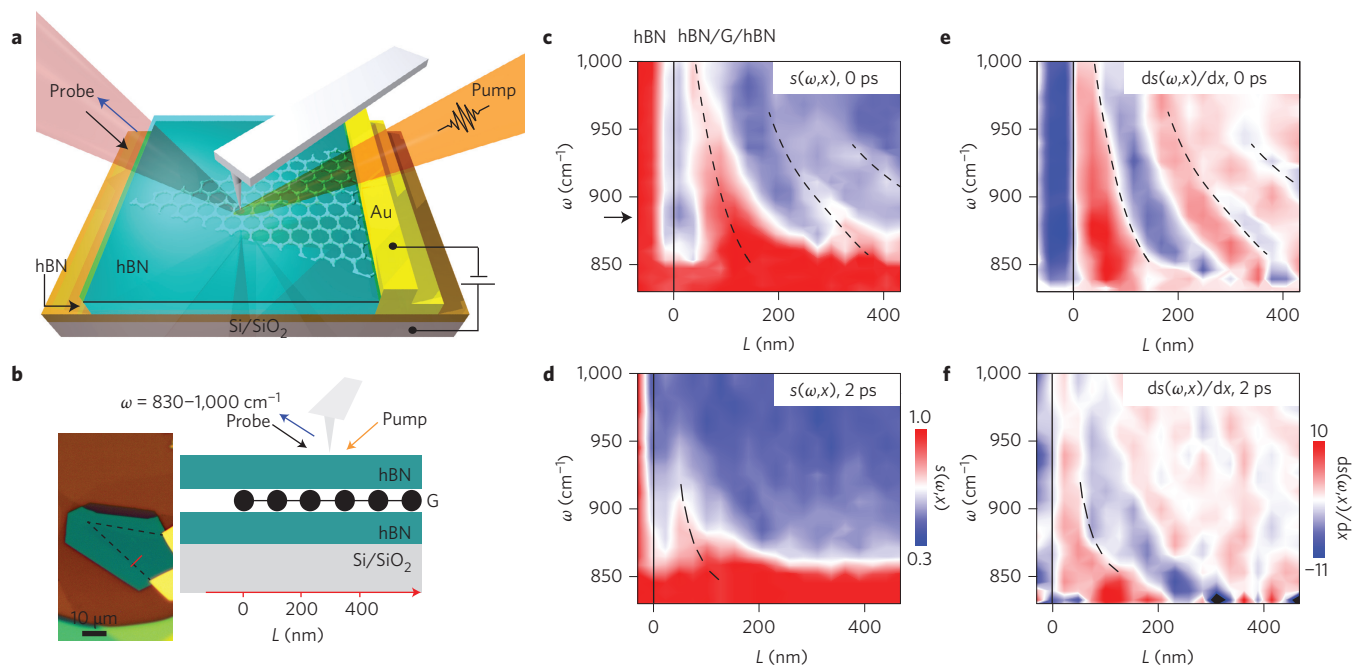 a
Probe
Pump
Au
hBN
hBN
Si/SiO2
b
ω = 830–1,000 cm−1
Probe
Pump
hBN
G
hBN
Si/SiO2
10 μm
0 200 400
L (nm)
c
hBN hBN/G/hBN
s(ω,x), 0 ps
1,000
950
900
850
ω (cm−1)
0 200 400
L (nm)
d
s(ω,x), 2 ps
1,000
950
900
850
ω (cm−1)
0 200 400
L (nm)
1.0
s(ω,x)
0.3
e
ds(ω,x)/dx, 0 ps
1,000
950
900
850
ω (cm−1)
0 200 400
L (nm)
f
ds(ω,x)/dx, 2 ps
1,000
950
900
850
ω (cm−1)
0 200 400
L (nm)
10
ds(ω,x)/dx
−11